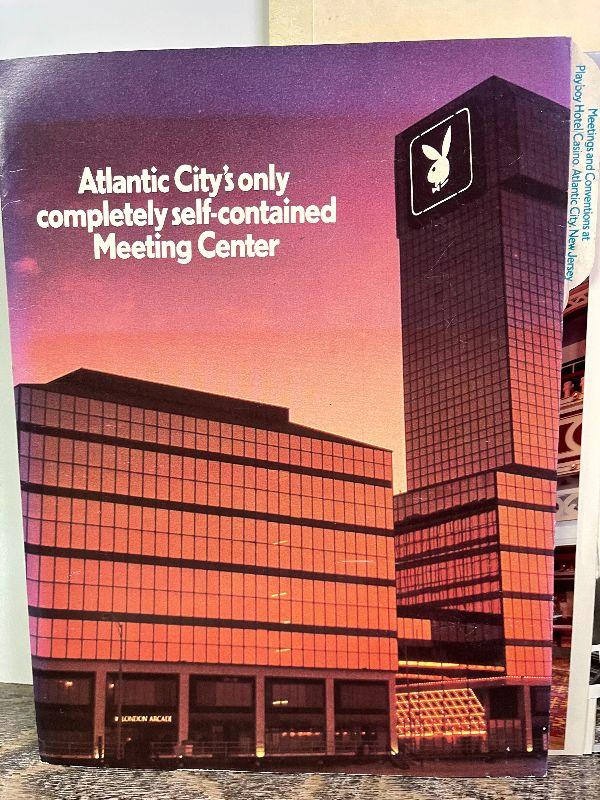 Atlantic City's only
completely self-contained
Meeting Center
Meetings and Conventions at
Playboy Hotel Casino, Atlantic City, New Jersey
LONDON ARCADE